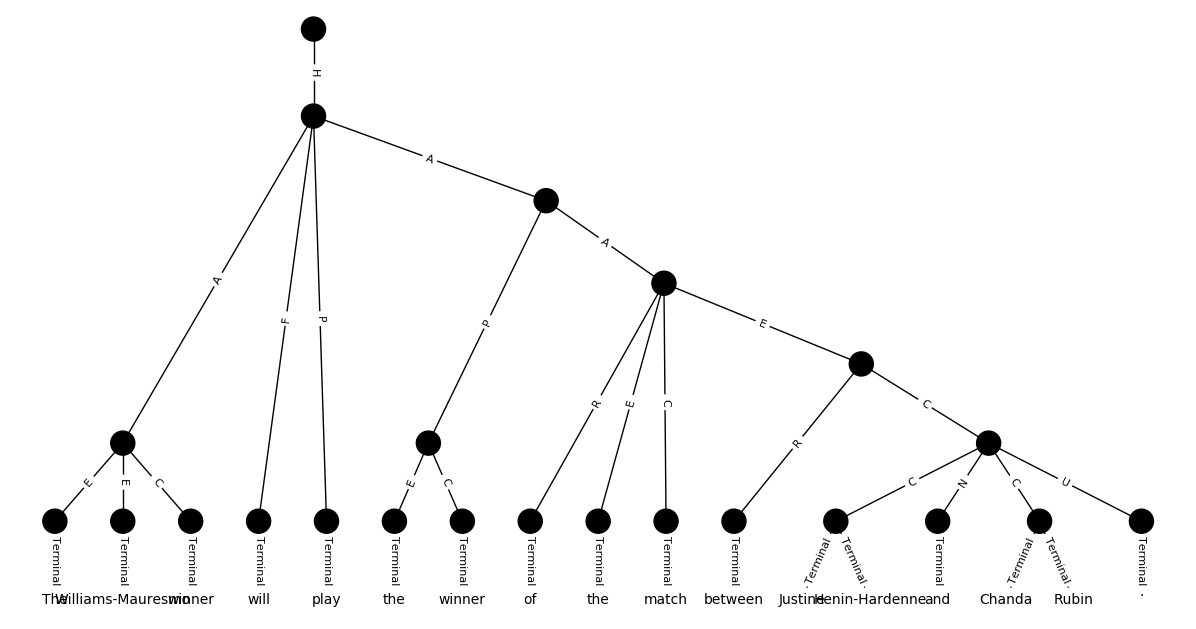 H
A
A
A
F
P
P
E
R
E
C
C
R
E
E
C
E
C
C
N
C
U
Terminal Terminal Terminal Terminal Terminal Terminal Terminal Terminal Terminal Terminal Terminal Terminal Terminal Terminal Terminal Terminal Terminal
The Williams-Mauresmo winner will play the winner of the match between Justine Henin-Hardenne and Chanda Rubin .